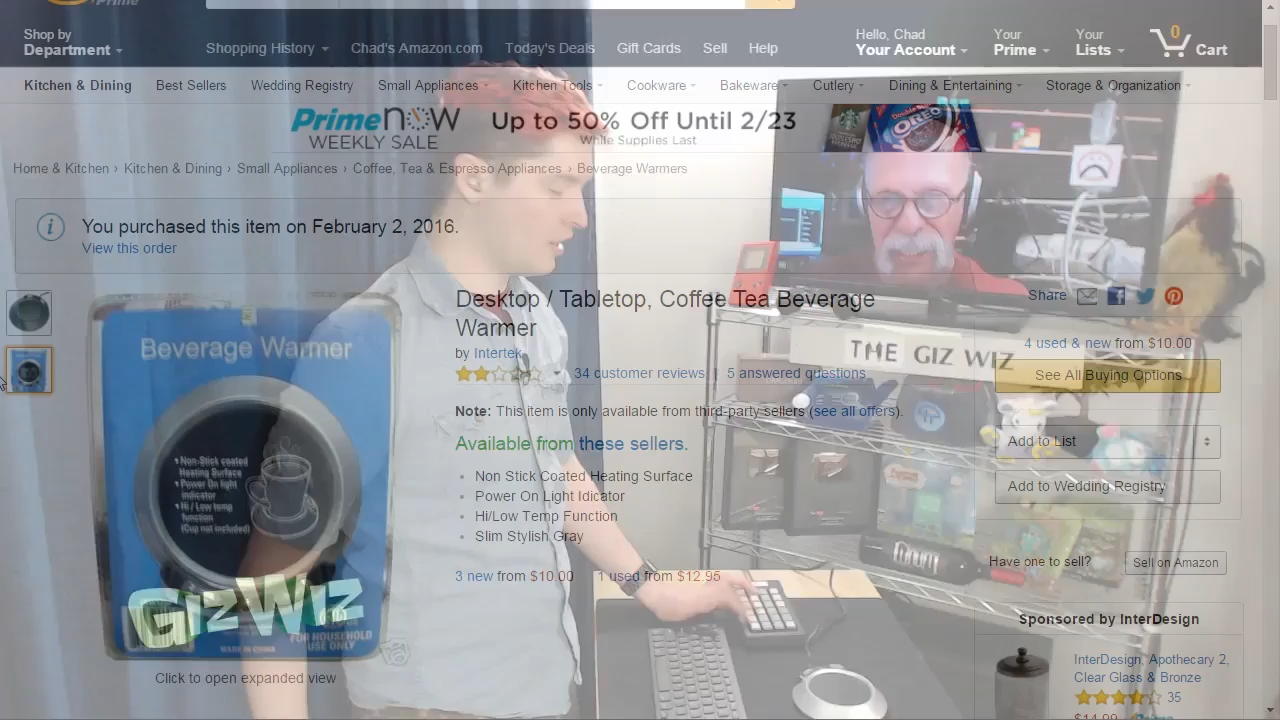 Prime
Shop by
Department
Shopping History
Chad's Amazon.com
Today's Deals
Gift Cards
Sell
Help
Hello, Chad
Your Account
Your
Prime
Your
Lists
0
Cart
Kitchen & Dining
Best Sellers
Wedding Registry
Small Appliances
Kitchen Tools
Cookware
Bakeware
Cutlery
Dining & Entertaining
Storage & Organization
PrimeNOW
WEEKLY SALE
Up to 50% Off Until 2/23
While Supplies Last
OREO
Home & Kitchen › Kitchen & Dining › Small Appliances › Coffee, Tea & Espresso Appliances › Beverage Warmers
i
You purchased this item on February 2, 2016.
View this order
Desktop / Tabletop, Coffee Tea Beverage
Warmer
by Intertek
34 customer reviews | 5 answered questions
Note: This item is only available from third-party sellers (see all offers).
Available from these sellers.
• Non Stick Coated Heating Surface
• Power On Light Idicator
• Hi/Low Temp Function
• Slim Stylish Gray
3 new from $10.00
1 used from $12.95
Beverage Warmer
• Non-Stick coated
Heating Surface
• Power On light
indicator
• Hi / Low temp
function
(Cup not included)
GizWiz
FOR HOUSEHOLD
USE ONLY
MADE IN CHINA
Click to open expanded view
THE GIZ WIZ
Share
4 used & new from $10.00
See All Buying Options
Add to List
Add to Wedding Registry
Have one to sell?
Sell on Amazon
Sponsored by InterDesign
InterDesign, Apothecary 2,
Clear Glass & Bronze
35
$14.99